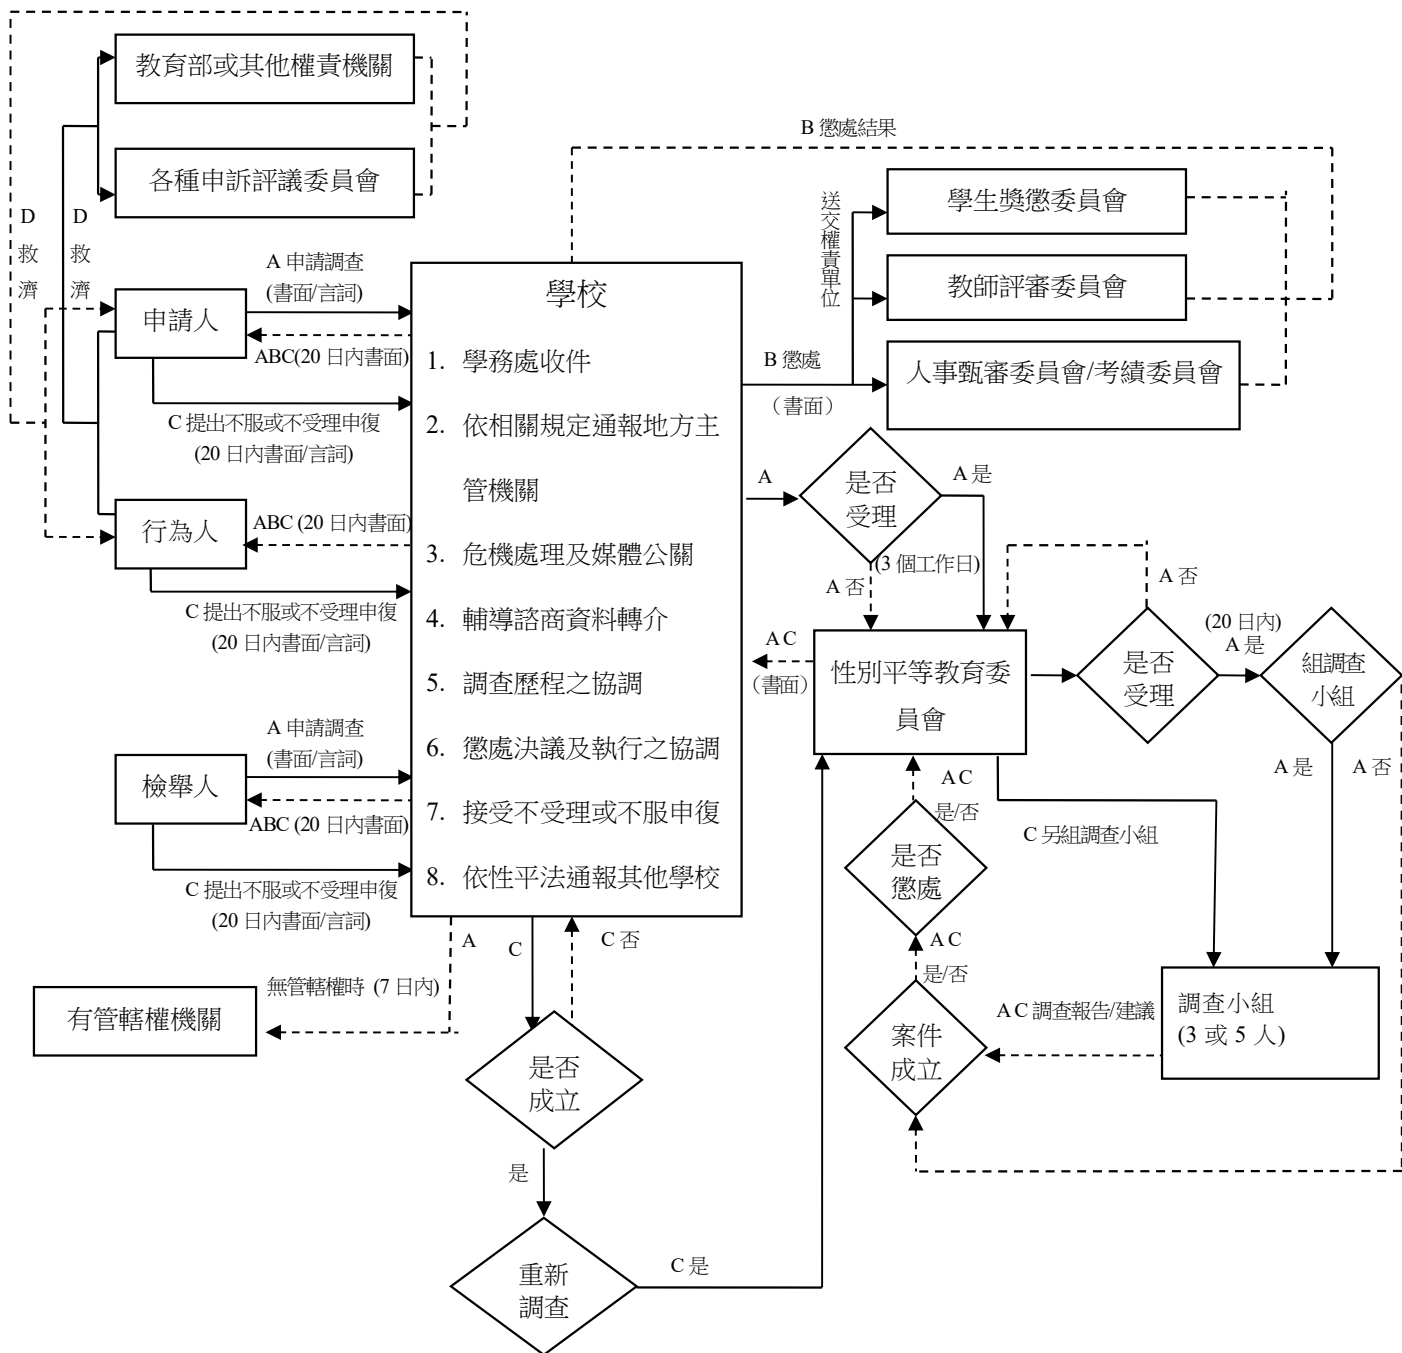 教育部或其他權責機關
各種申訴評議委員會
D
救
濟
D
救
濟
B 懲處結果
送交權責單位
學生獎懲委員會
教師評審委員會
人事甄審委員會/考績委員會
B 懲處
（書面）
申請人
A 申請調查
(書面/言詞)
ABC(20 日內書面)
C 提出不服或不受理申復
(20 日內書面/言詞)
行為人
ABC (20 日內書面)
C 提出不服或不受理申復
(20 日內書面/言詞)
檢舉人
A 申請調查
(書面/言詞)
ABC (20 日內書面)
C 提出不服或不受理申復
(20 日內書面/言詞)
學校
1. 學務處收件
2. 依相關規定通報地方主
管機關
3. 危機處理及媒體公關
4. 輔導諮商資料轉介
5. 調查歷程之協調
6. 懲處決議及執行之協調
7. 接受不受理或不服申復
8. 依性平法通報其他學校
A
是否
受理
A 是
(3 個工作日)
A 否
A C
（書面）
性別平等教育委
員會
A 否
是否
受理
(20 日內)
A 是
組調查
小組
A 是
A 否
C 另組調查小組
A C
是/否
是否
懲處
A C
是/否
案件
成立
A C 調查報告/建議
調查小組
(3 或 5 人)
A
無管轄權時 (7 日內)
有管轄權機關
C
C 否
是否
成立
是
重新
調查
C 是